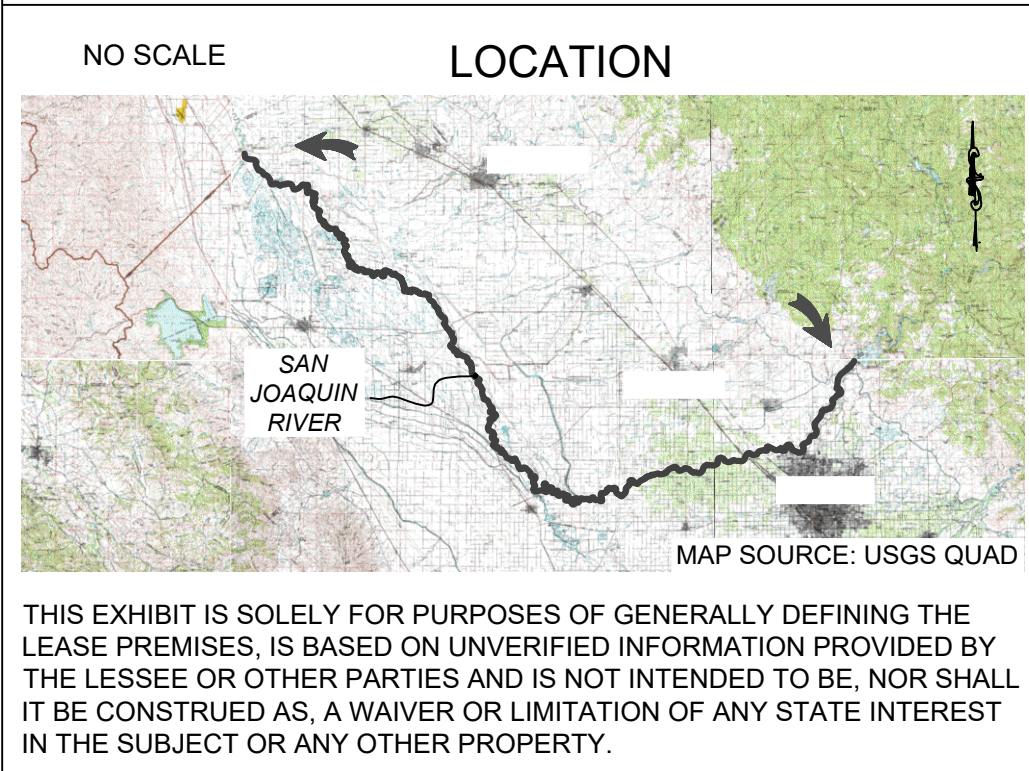 NO SCALE
LOCATION
SAN
JOAQUIN
RIVER
MAP SOURCE: USGS QUAD
THIS EXHIBIT IS SOLELY FOR PURPOSES OF GENERALLY DEFINING THE
LEASE PREMISES, IS BASED ON UNVERIFIED INFORMATION PROVIDED BY
THE LESSEE OR OTHER PARTIES AND IS NOT INTENDED TO BE, NOR SHALL
IT BE CONSTRUED AS, A WAIVER OR LIMITATION OF ANY STATE INTEREST
IN THE SUBJECT OR ANY OTHER PROPERTY.